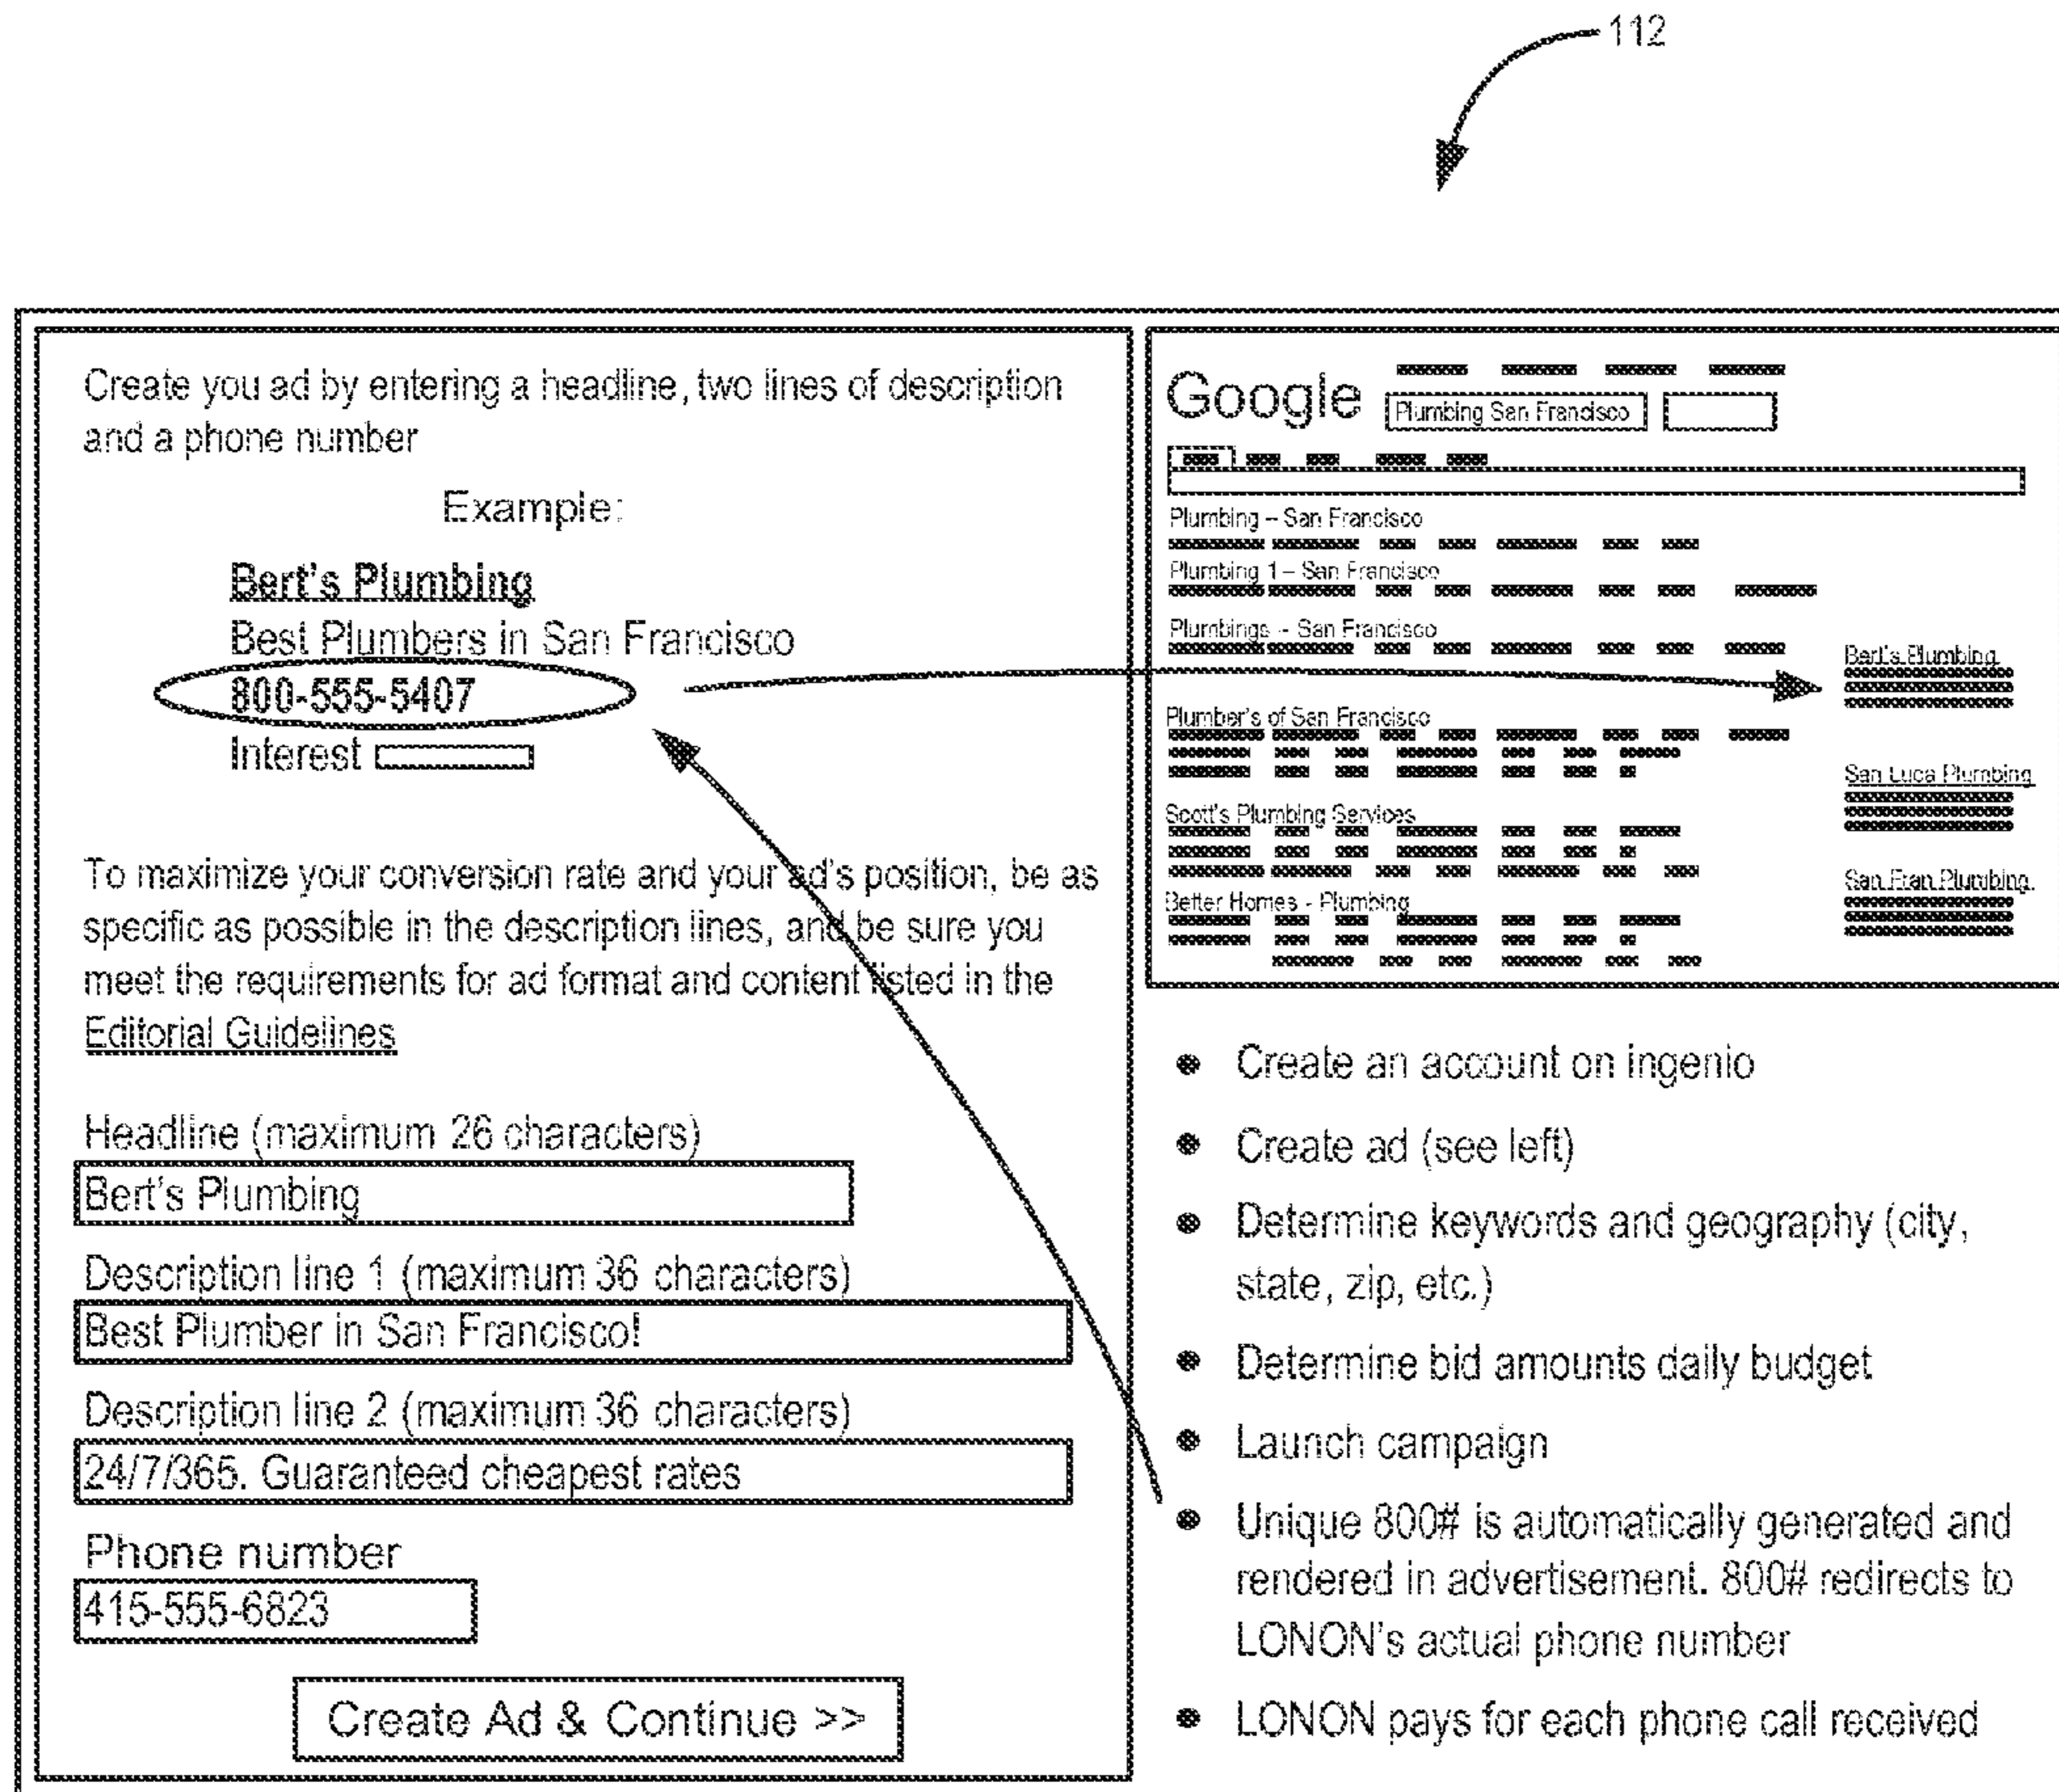 112
Create you ad by entering a headline, two lines of description
and a phone number
Example:
Bert's Plumbing
Best Plumbers in San Francisco
800-555-5407
Interest
To maximize your conversion rate and your ad's position, be as
specific as possible in the description lines, and be sure you
meet the requirements for ad format and content listed in the
Editorial Guidelines
Headline (maximum 26 characters)
Bert's Plumbing
Description line 1 (maximum 36 characters)
Best Plumber in San Francisco!
Description line 2 (maximum 36 characters)
24/7/365. Guaranteed cheapest rates
Phone number
415-555-6823
Create Ad & Continue >>
Google
Plumbing San Francisco
Plumbing – San Francisco
Plumbing 1 – San Francisco
Plumbings -- San Francisco
Plumber's of San Francisco
Scott's Plumbing Services
Better Homes - Plumbing
Bert's Plumbing
San Luca Plumbing
San Fran Plumbing
• Create an account on ingenio
• Create ad (see left)
• Determine keywords and geography (city,
state, zip, etc.)
• Determine bid amounts daily budget
• Launch campaign
• Unique 800# is automatically generated and
rendered in advertisement. 800# redirects to
LONON's actual phone number
• LONON pays for each phone call received